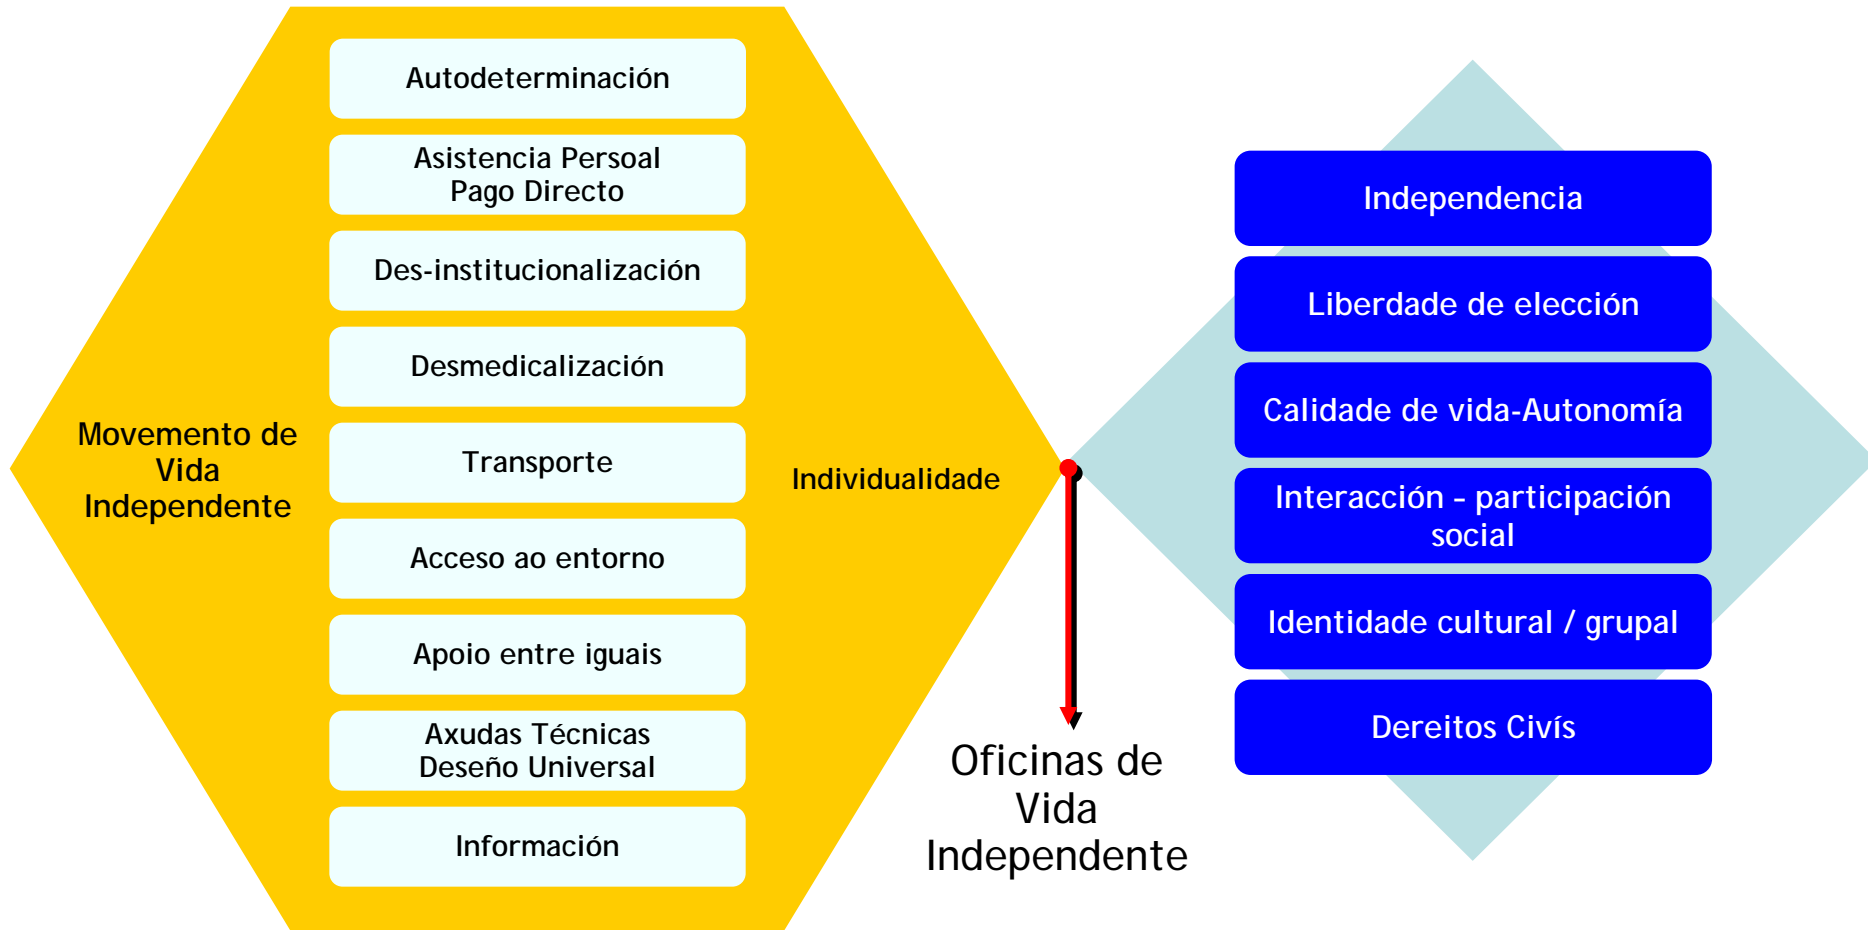 Movemento de
Vida
Independente
Autodeterminación
Asistencia Persoal
Pago Directo
Des-institucionalización
Desmedicalización
Transporte
Acceso ao entorno
Apoio entre iguais
Axudas Técnicas
Deseño Universal
Información
Individualidade
Oficinas de
Vida
Independente
Independencia
Liberdade de elección
Calidade de vida-Autonomía
Interacción - participación
social
Identidade cultural / grupal
Dereitos Civís